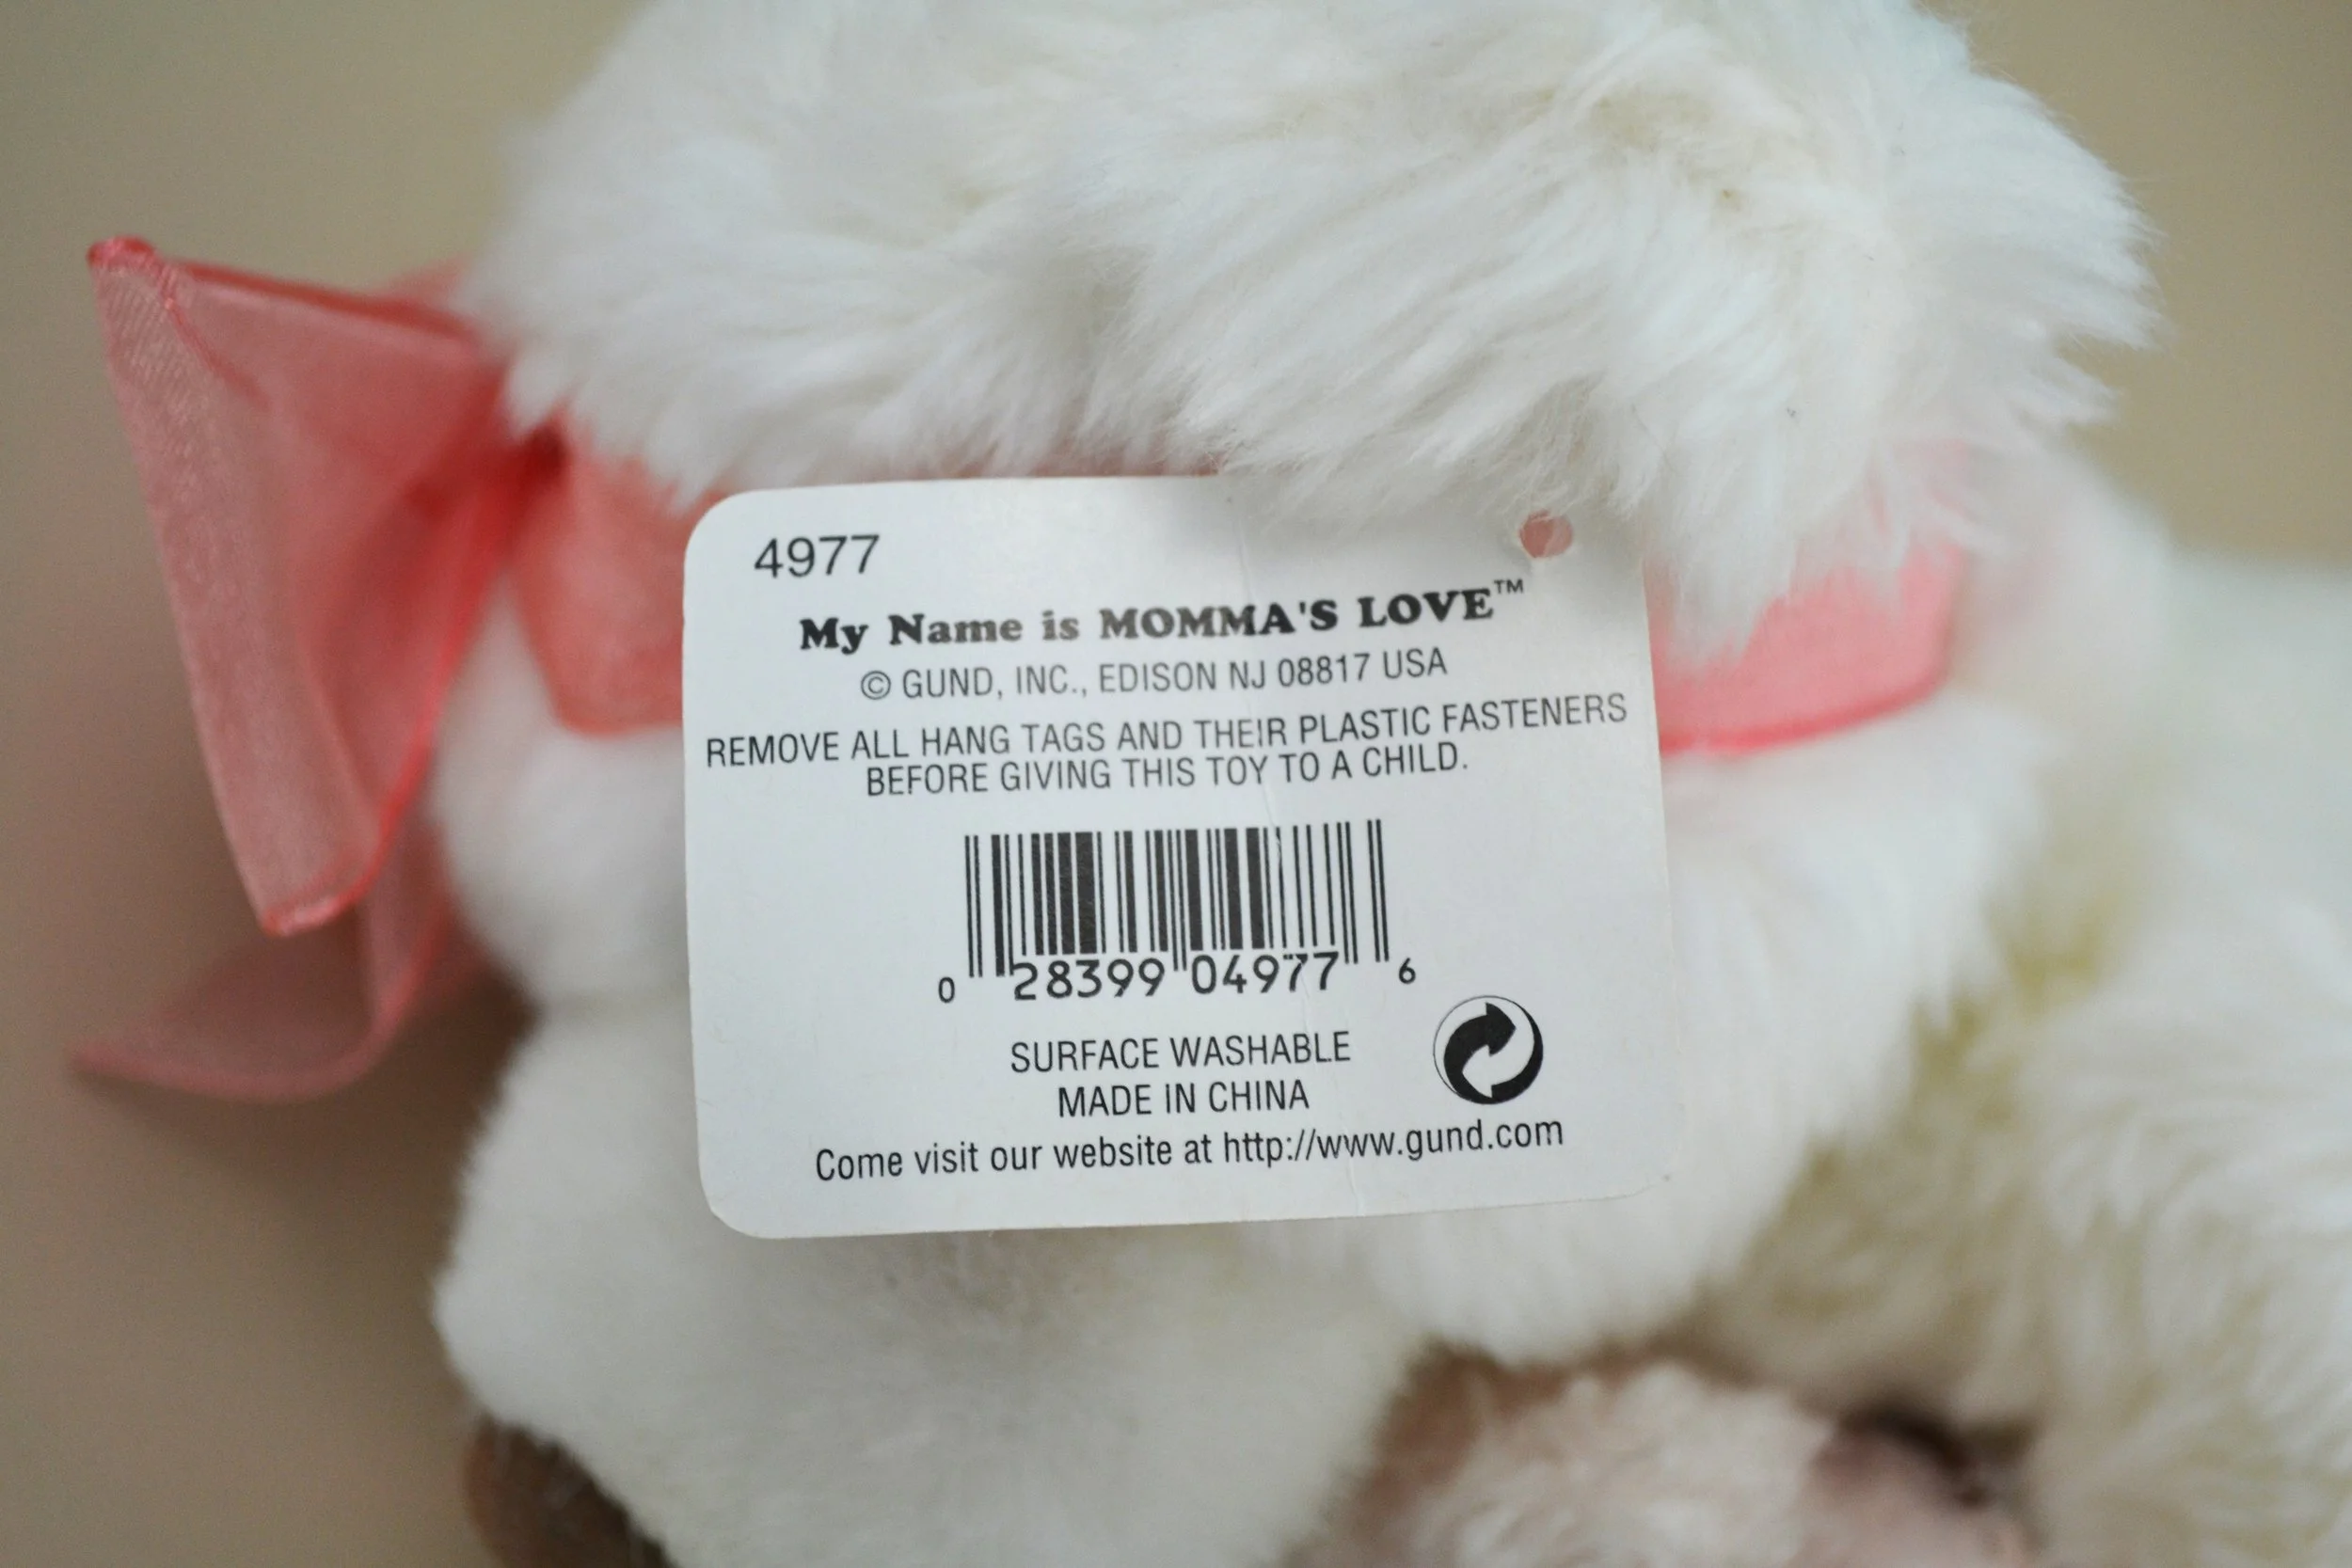 4977
My Name is MOMMA'S LOVE™
© GUND, INC., EDISON NJ 08817 USA
REMOVE ALL HANG TAGS AND THEIR PLASTIC FASTENERS
BEFORE GIVING THIS TOY TO A CHILD.
0 28399 04977 6
SURFACE WASHABLE
MADE IN CHINA
Come visit our website at http://www.gund.com